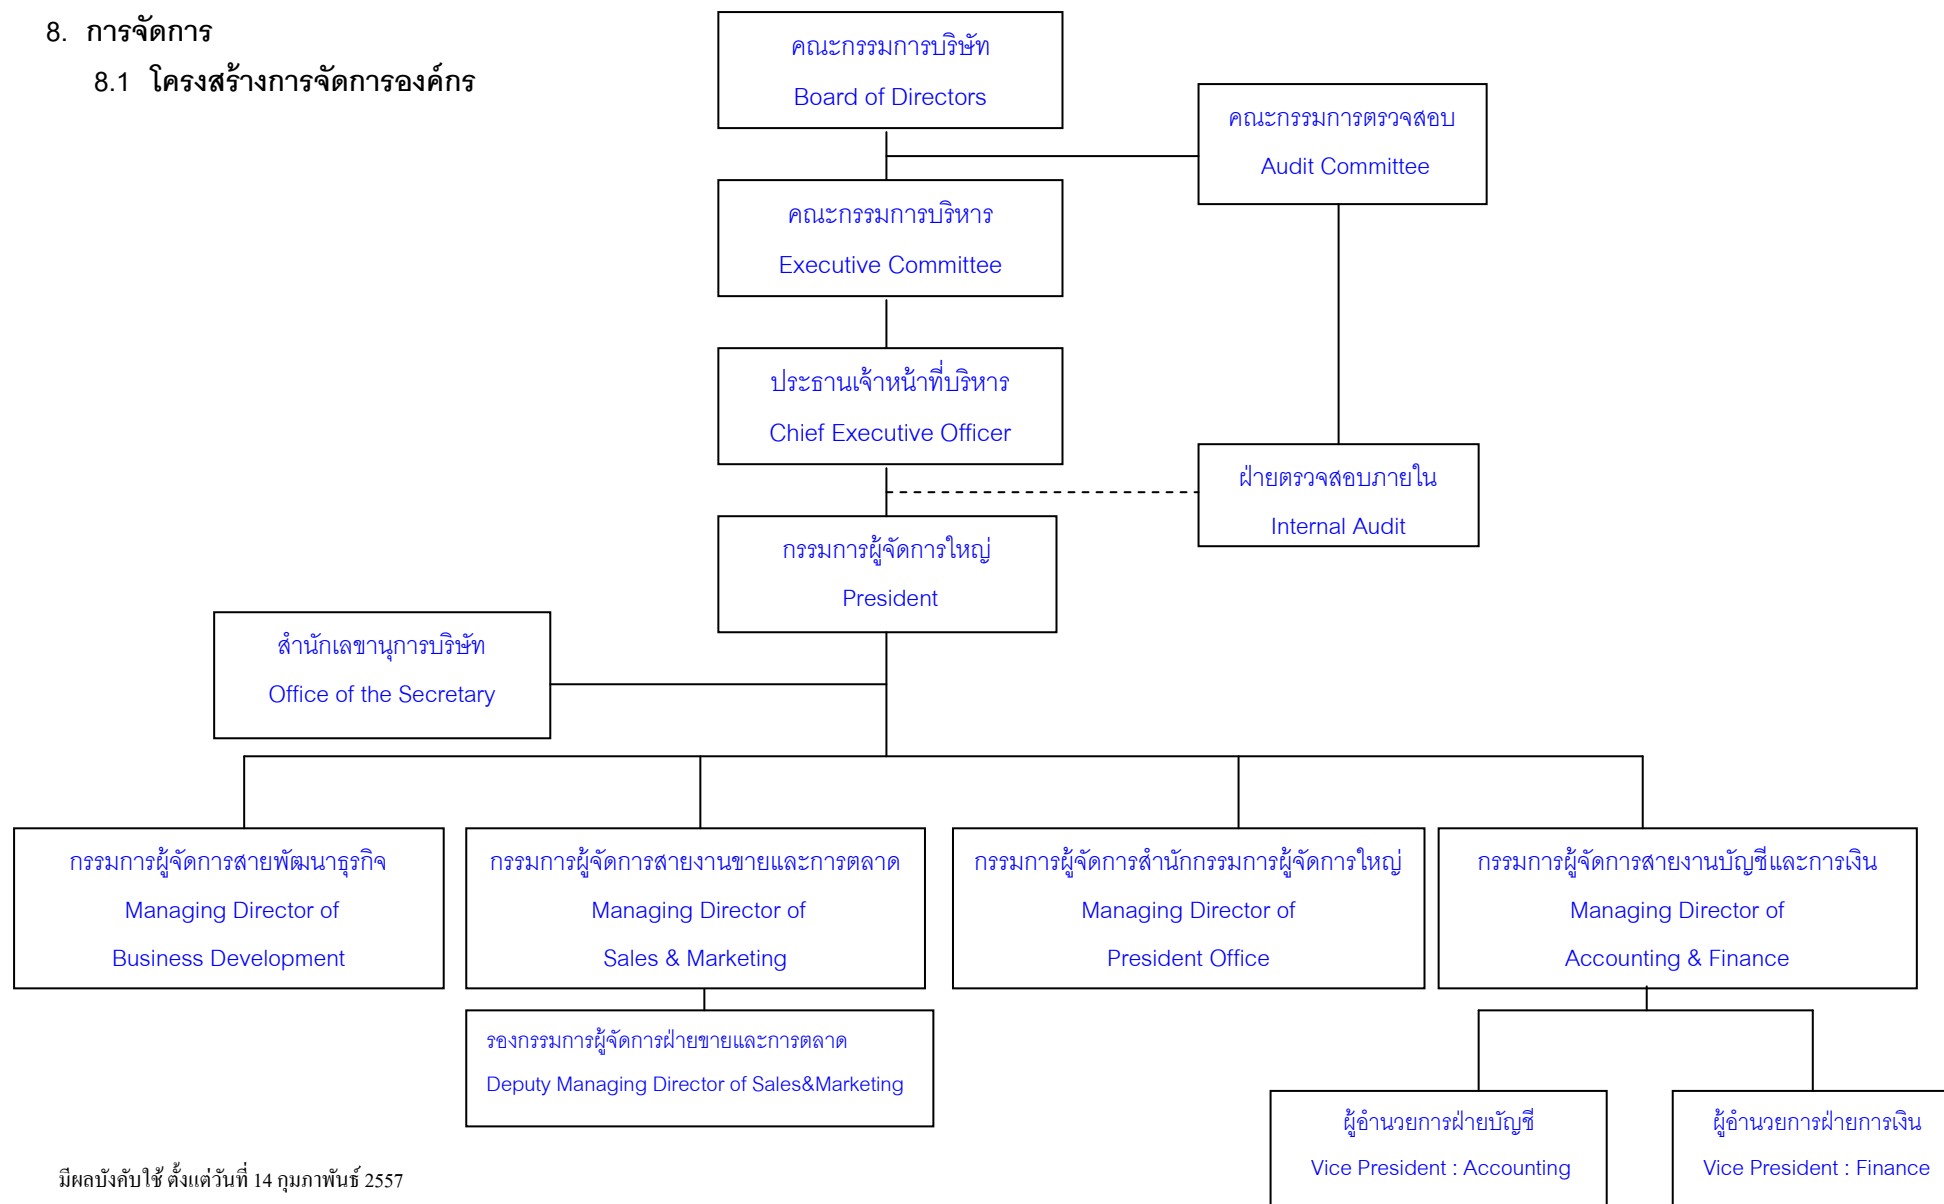 8. การจัดการ
8.1 โครงสร้างการจัดการองค์กร
คณะกรรมการบริษัท
Board of Directors
คณะกรรมการตรวจสอบ
Audit Committee
คณะกรรมการบริหาร
Executive Committee
ประธานเจ้าหน้าที่บริหาร
Chief Executive Officer
ฝ่ายตรวจสอบภายใน
Internal Audit
กรรมการผู้จัดการใหญ่
President
สำนักเลขานุการบริษัท
Office of the Secretary
กรรมการผู้จัดการสายพัฒนาธุรกิจ
Managing Director of
Business Development
กรรมการผู้จัดการสายงานขายและการตลาด
Managing Director of
Sales & Marketing
กรรมการผู้จัดการสำนักกรรมการผู้จัดการใหญ่
Managing Director of
President Office
กรรมการผู้จัดการสายงานบัญชีและการเงิน
Managing Director of
Accounting & Finance
รองกรรมการผู้จัดการฝ่ายขายและการตลาด
Deputy Managing Director of Sales&Marketing
ผู้อำนวยการฝ่ายบัญชี
Vice President : Accounting
ผู้อำนวยการฝ่ายการเงิน
Vice President : Finance
มีผลบังคับใช้ ตั้งแต่วันที่ 14 กุมภาพันธ์ 2557